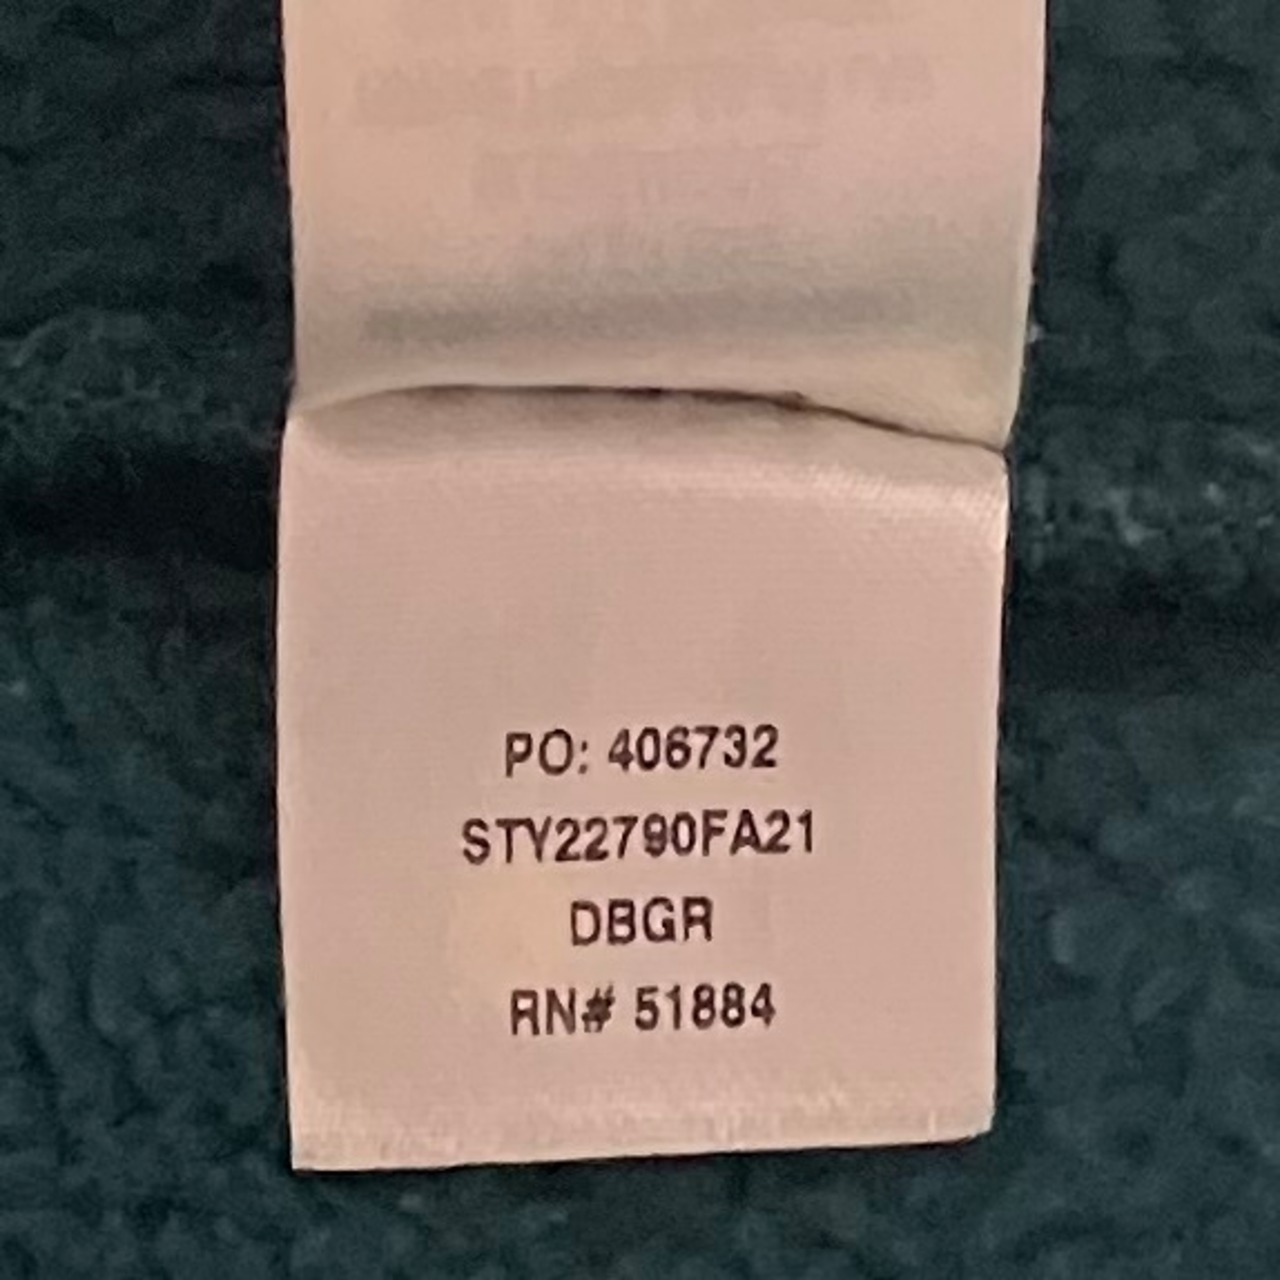 PO: 406732
STY22790FA21
DBGR
RN# 51884